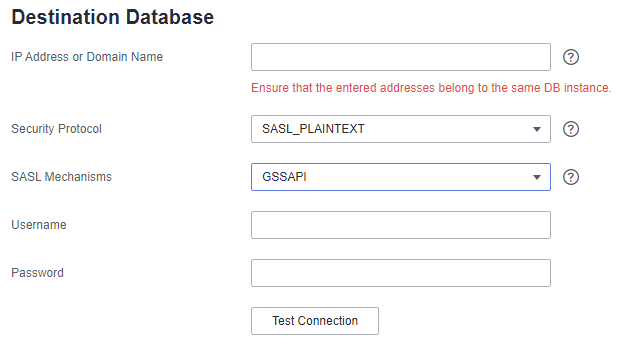 Destination Database
IP Address or Domain Name
Ensure that the entered addresses belong to the same DB instance.
Security Protocol SASL_PLAINTEXT
SASL Mechanisms GSSAPI
Username
Password
Test Connection